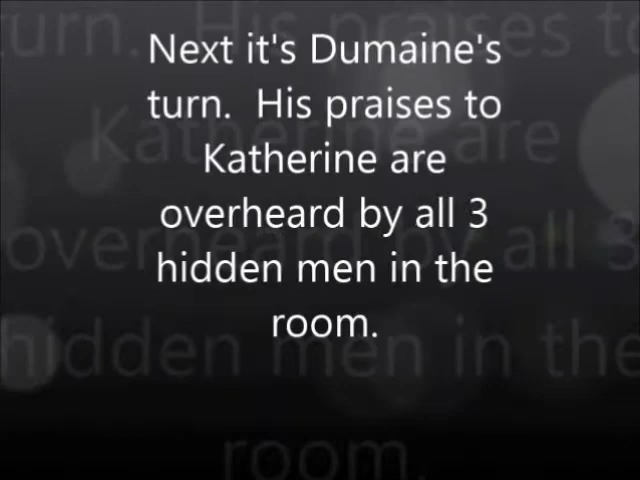 Next it's Dumaine's
turn.  His praises to
Katherine are
overheard by all 3
hidden men in the
room.